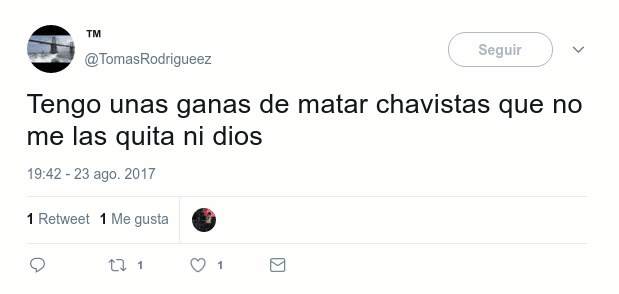 ™
@TomasRodrigueez
Seguir
Tengo unas ganas de matar chavistas que no
me las quita ni dios
19:42 - 23 ago. 2017
1 Retweet 1 Me gusta
1 1